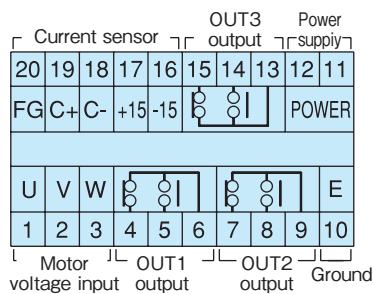 OUT3 Power
Current sensor output suppiy
20 19 18 17 16 15 14 13 12 11
FG C+ C- +15 -15 POWER
U V W E
1 2 3 4 5 6 7 8 9 10
Motor OUT1 OUT2 Ground
voltage input output output